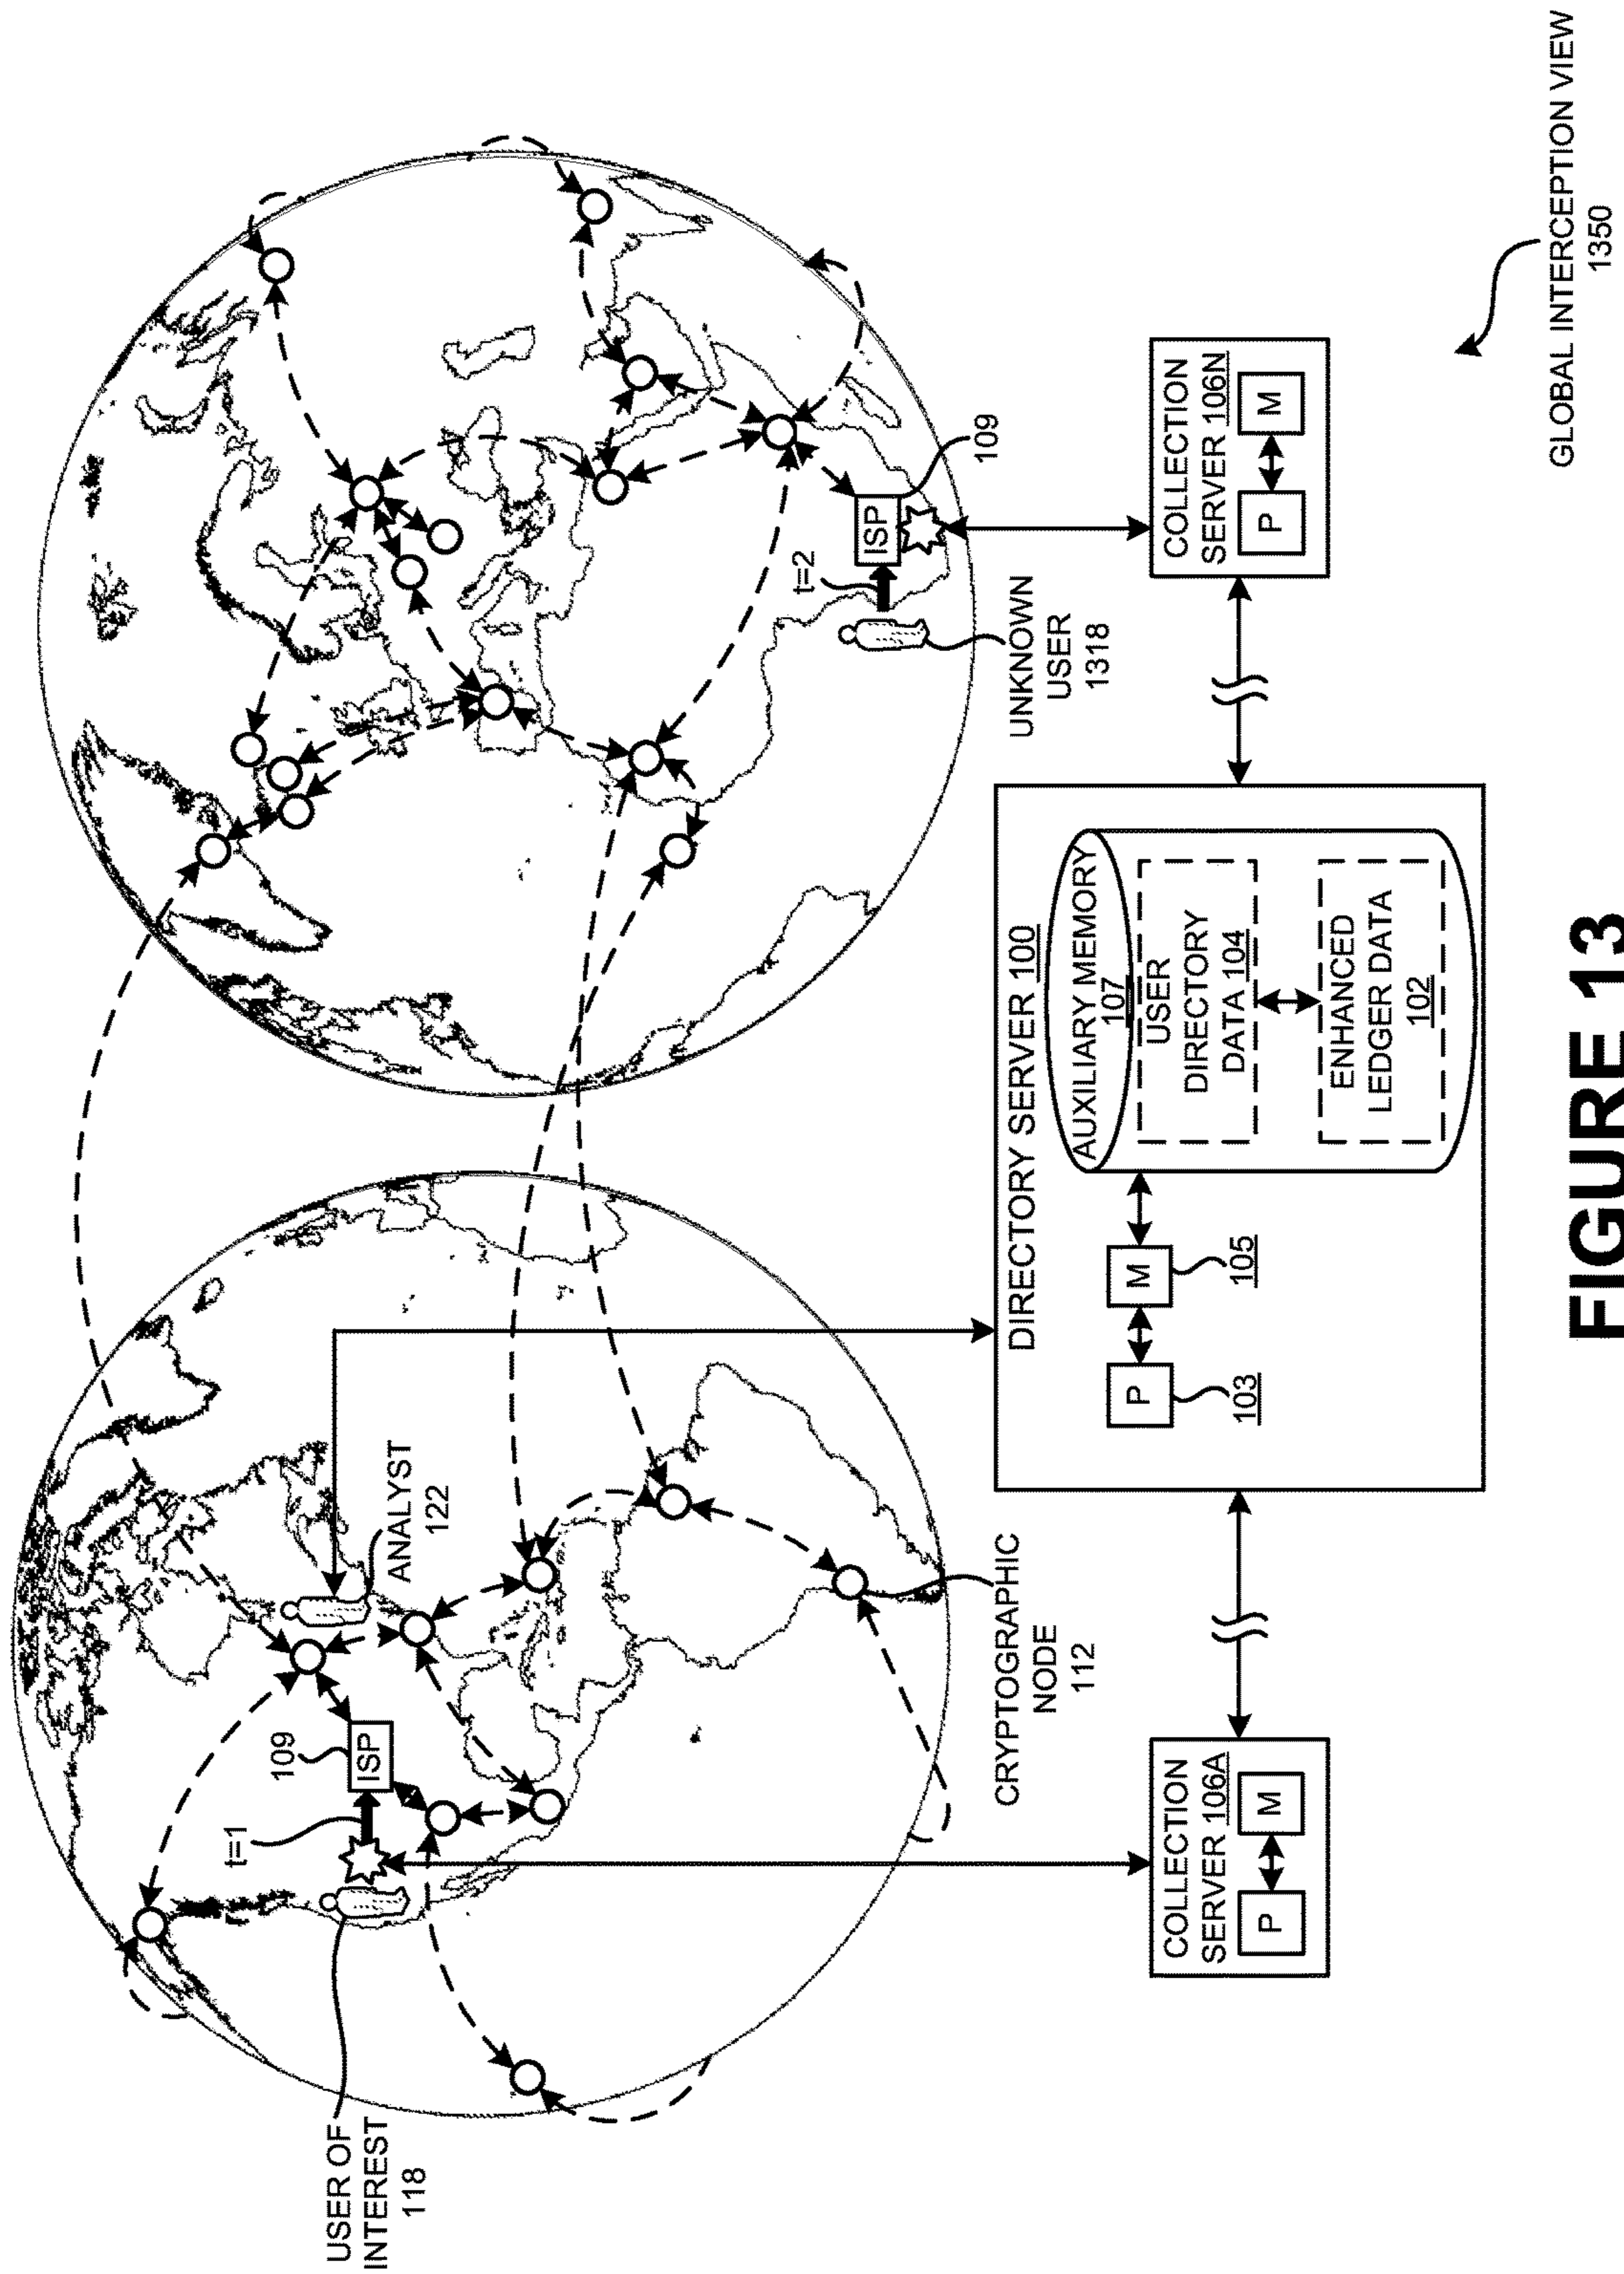 USER OF
INTEREST
118
t=1
109
ISP
ANALYST
122
CRYPTOGRAPHIC
NODE
112
t=2
ISP
109
UNKNOWN
USER
1318
COLLECTION
SERVER 106A
P
M
DIRECTORY SERVER 100
P
103
M
105
AUXILIARY MEMORY
107
USER
DIRECTORY
DATA 104
ENHANCED
LEDGER DATA
102
COLLECTION
SERVER 106N
P
M
GLOBAL INTERCEPTION VIEW
1350
FIGURE 13